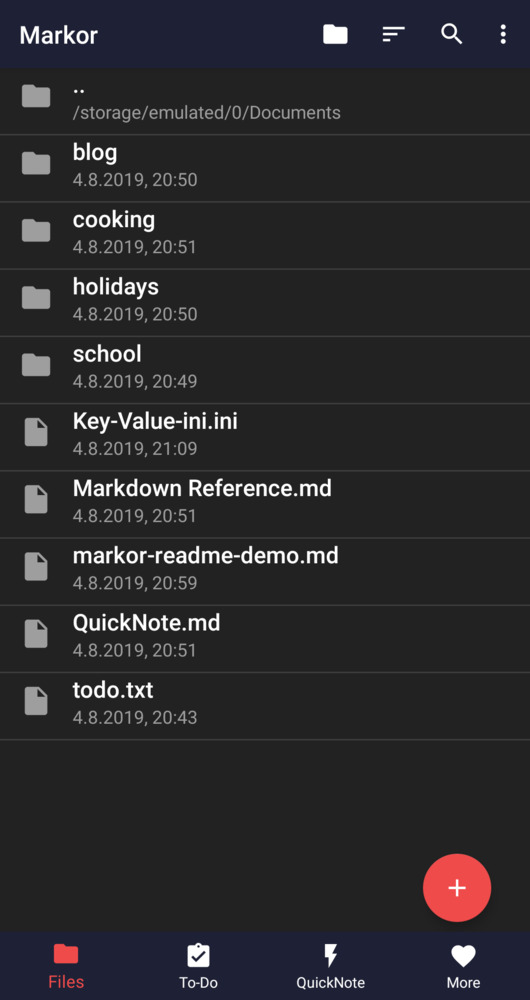 Markor
..
/storage/emulated/0/Documents
blog
4.8.2019, 20:50
cooking
4.8.2019, 20:51
holidays
4.8.2019, 20:50
school
4.8.2019, 20:49
Key-Value-ini.ini
4.8.2019, 21:09
Markdown Reference.md
4.8.2019, 20:51
markor-readme-demo.md
4.8.2019, 20:59
QuickNote.md
4.8.2019, 20:51
todo.txt
4.8.2019, 20:43
+
Files
To-Do
QuickNote
More